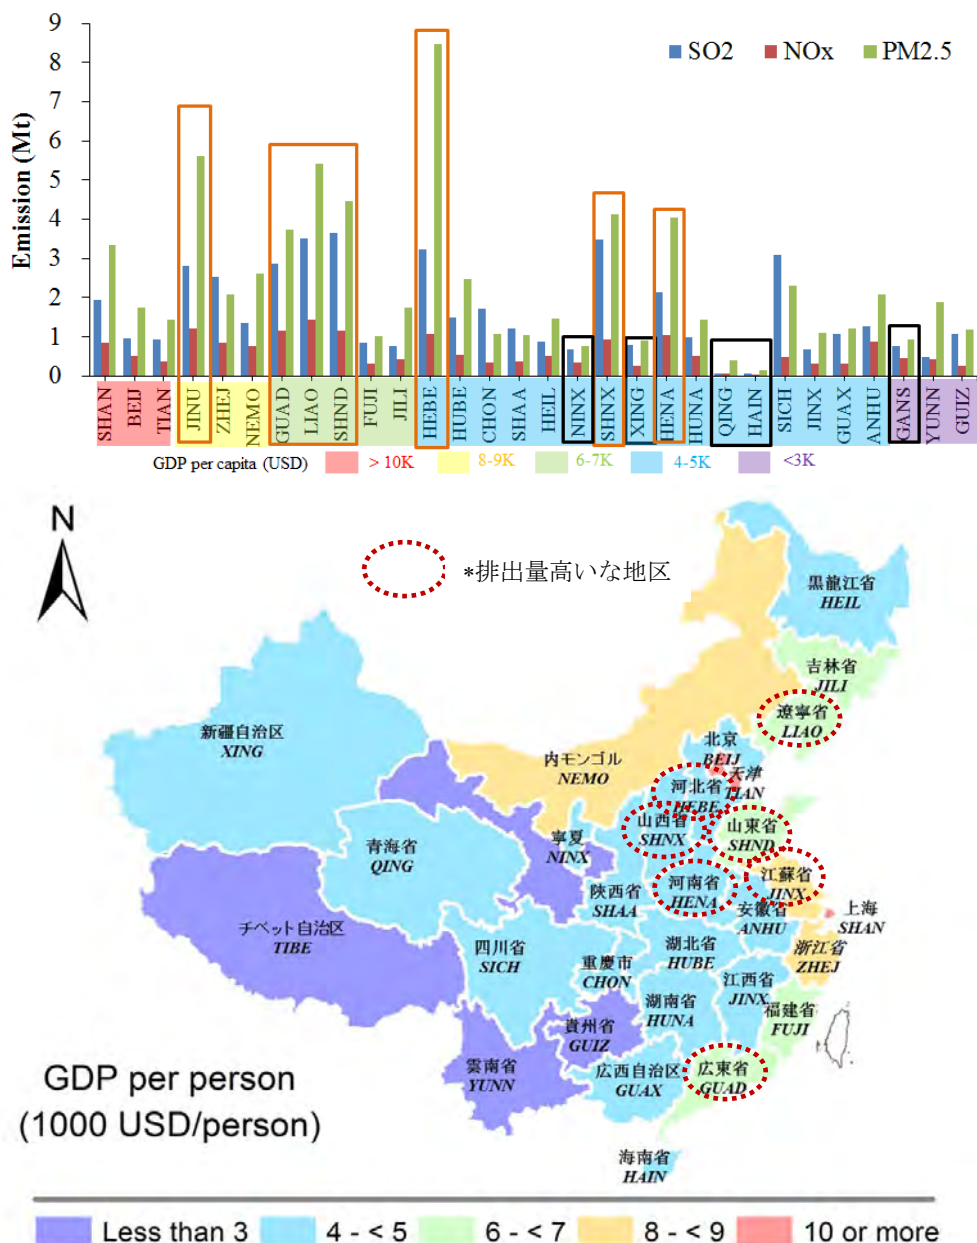 9
8
7
6
5
4
3
2
1
0
Emission (Mt)
SO2 NOx PM2.5
SHAN BEIJ TIAN JINU ZHEJ NEMO GUAD LIAO SHND FUJI JILI HEBE HUBE CHON SHAA HEIL NINX SHNX XING HENA HUNA QING HAIN SICH JINX GUAX ANHU GANS YUNN GUIZ
GDP per capita (USD) > 10K 8-9K 6-7K 4-5K <3K
N
*排出量高いな地区
黒龍江省
HEIL
吉林省
JILI
遼寧省
LIAO
新疆自治区
XING
内モンゴル
NEMO
北京
BEIJ
天津
TIAN
河北省
HEBE
山西省
SHNX
山東省
SHND
青海省
QING
寧夏
NINX
陕西省
SHAA
河南省
HENA
江蘇省
JINX
安徽省
ANHU
上海
SHAN
チベット自治区
TIBE
四川省
SICH
重慶市
CHON
湖北省
HUBE
浙江省
ZHEJ
湖南省
HUNA
江西省
JINX
福建省
FUJI
貴州省
GUIZ
雲南省
YUNN
広西自治区
GUAX
広東省
GUAD
海南省
HAIN
GDP per person
(1000 USD/person)
Less than 3 4 - < 5 6 - < 7 8 - < 9 10 or more